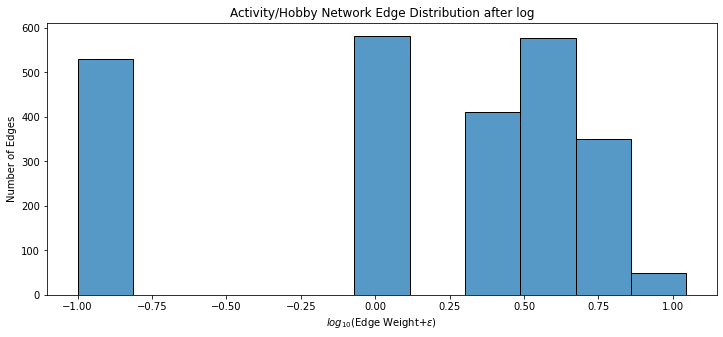 Activity/Hobby Network Edge Distribution after log
Number of Edges
600
500
400
300
200
100
0
−1.00 −0.75 −0.50 −0.25 0.00 0.25 0.50 0.75 1.00
log₁₀(Edge Weight+ε)